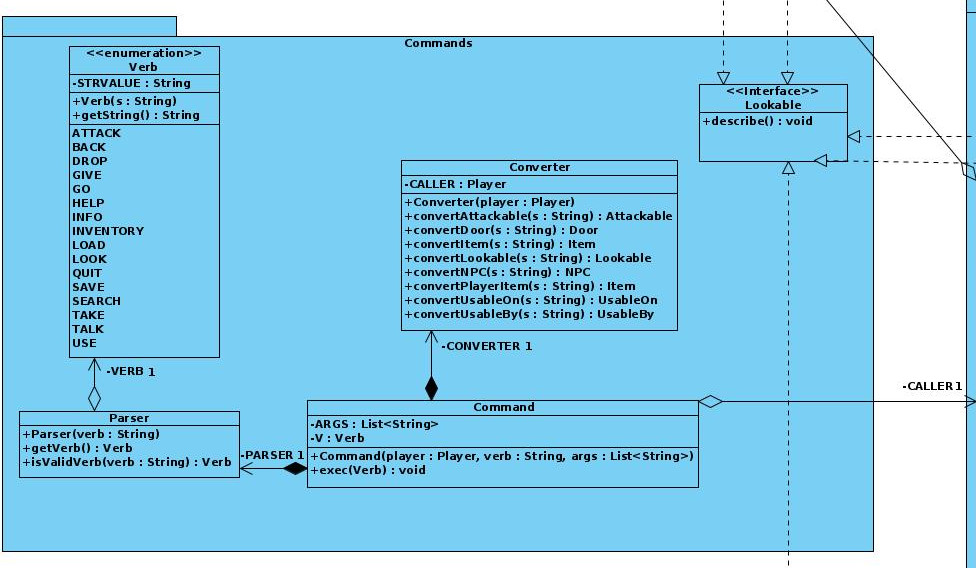 Commands
<<enumeration>>
Verb
-STRVALUE : String
+Verb(s : String)
+getString() : String
ATTACK
BACK
DROP
GIVE
GO
HELP
INFO
INVENTORY
LOAD
LOOK
QUIT
SAVE
SEARCH
TAKE
TALK
USE
<<Interface>>
Lookable
+describe() : void
Converter
-CALLER : Player
+Converter(player : Player)
+convertAttackable(s : String) : Attackable
+convertDoor(s : String) : Door
+convertItem(s : String) : Item
+convertLookable(s : String) : Lookable
+convertNPC(s : String) : NPC
+convertPlayerItem(s : String) : Item
+convertUsableOn(s : String) : UsableOn
+convertUsableBy(s : String) : UsableBy
-CONVERTER 1
-VERB 1
-CALLER 1
Parser
+Parser(verb : String)
+getVerb() : Verb
+isValidVerb(verb : String) : Verb
-PARSER 1
Command
-ARGS : List<String>
-V : Verb
+Command(player : Player, verb : String, args : List<String>)
+exec(Verb) : void